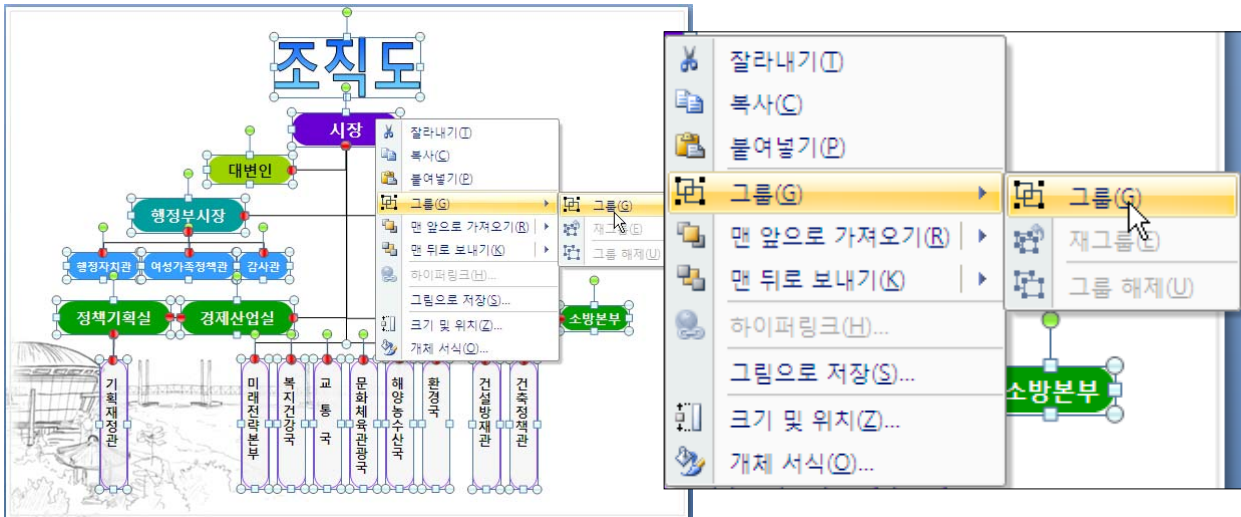 조직도
시장
대변인
행정부시장
행정자치관
여성가족정책관
감사관
정책기획실
경제산업실
소방본부
기획재정관
미래전략본부
복지건강국
교통국
문화체육관광국
해양농수산국
환경국
건설방재관
건축정책관
잘라내기(T)
복사(C)
붙여넣기(P)
그룹(G)
맨 앞으로 가져오기(R)
맨 뒤로 보내기(K)
하이퍼링크(H)...
그림으로 저장(S)...
크기 및 위치(Z)...
개체 서식(O)...
그룹(G)
재그룹(E)
그룹 해제(U)
잘라내기(T)
복사(C)
붙여넣기(P)
그룹(G)
맨 앞으로 가져오기(R)
맨 뒤로 보내기(K)
하이퍼링크(H)...
그림으로 저장(S)...
크기 및 위치(Z)...
개체 서식(O)...
그룹(G)
재그룹(E)
그룹 해제(U)
소방본부